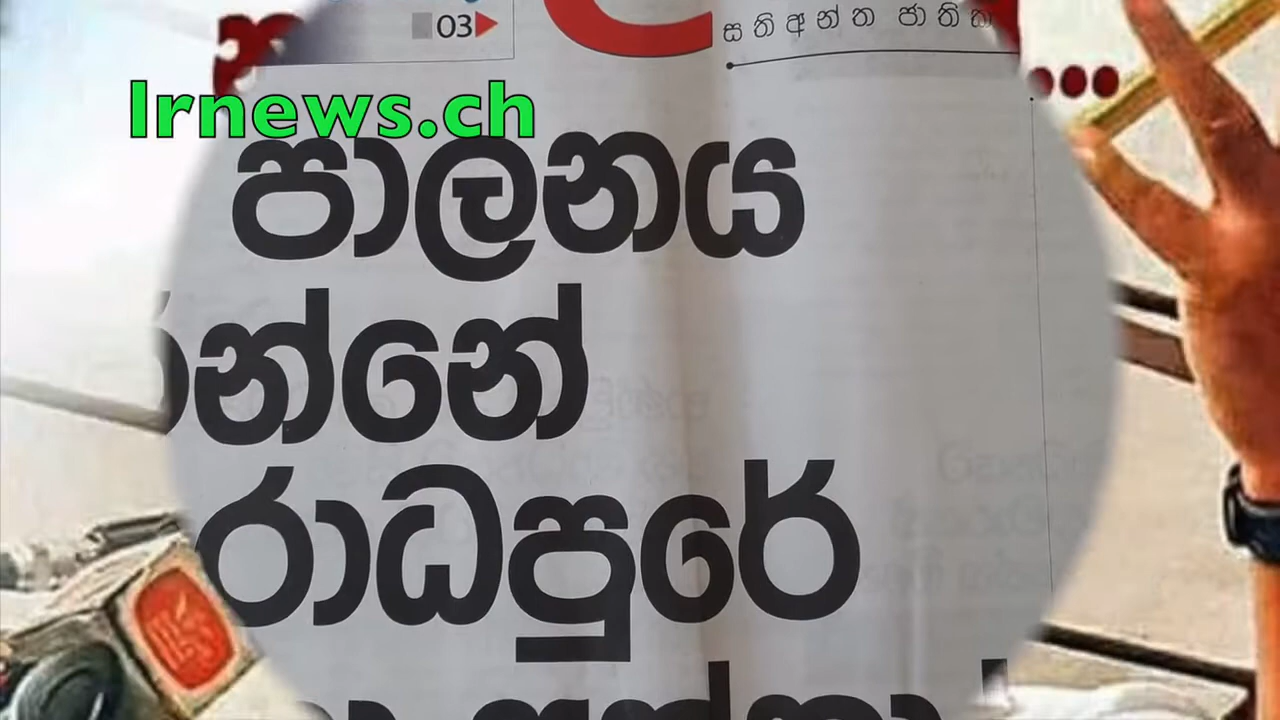 03
සති අන්ත ජාතික
lrnews.ch
පාලනය
න්නේ
රාධපුරේ